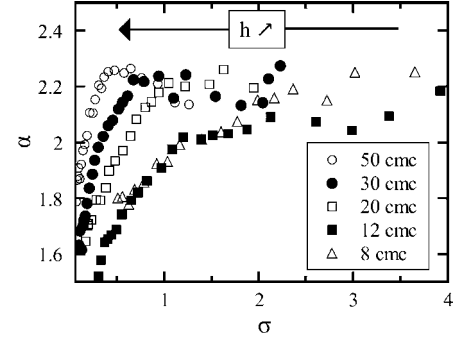 h ↗
2.4
2.2
2
1.8
1.6
α
50 cmc
30 cmc
20 cmc
12 cmc
8 cmc
1 2 3 4
σ